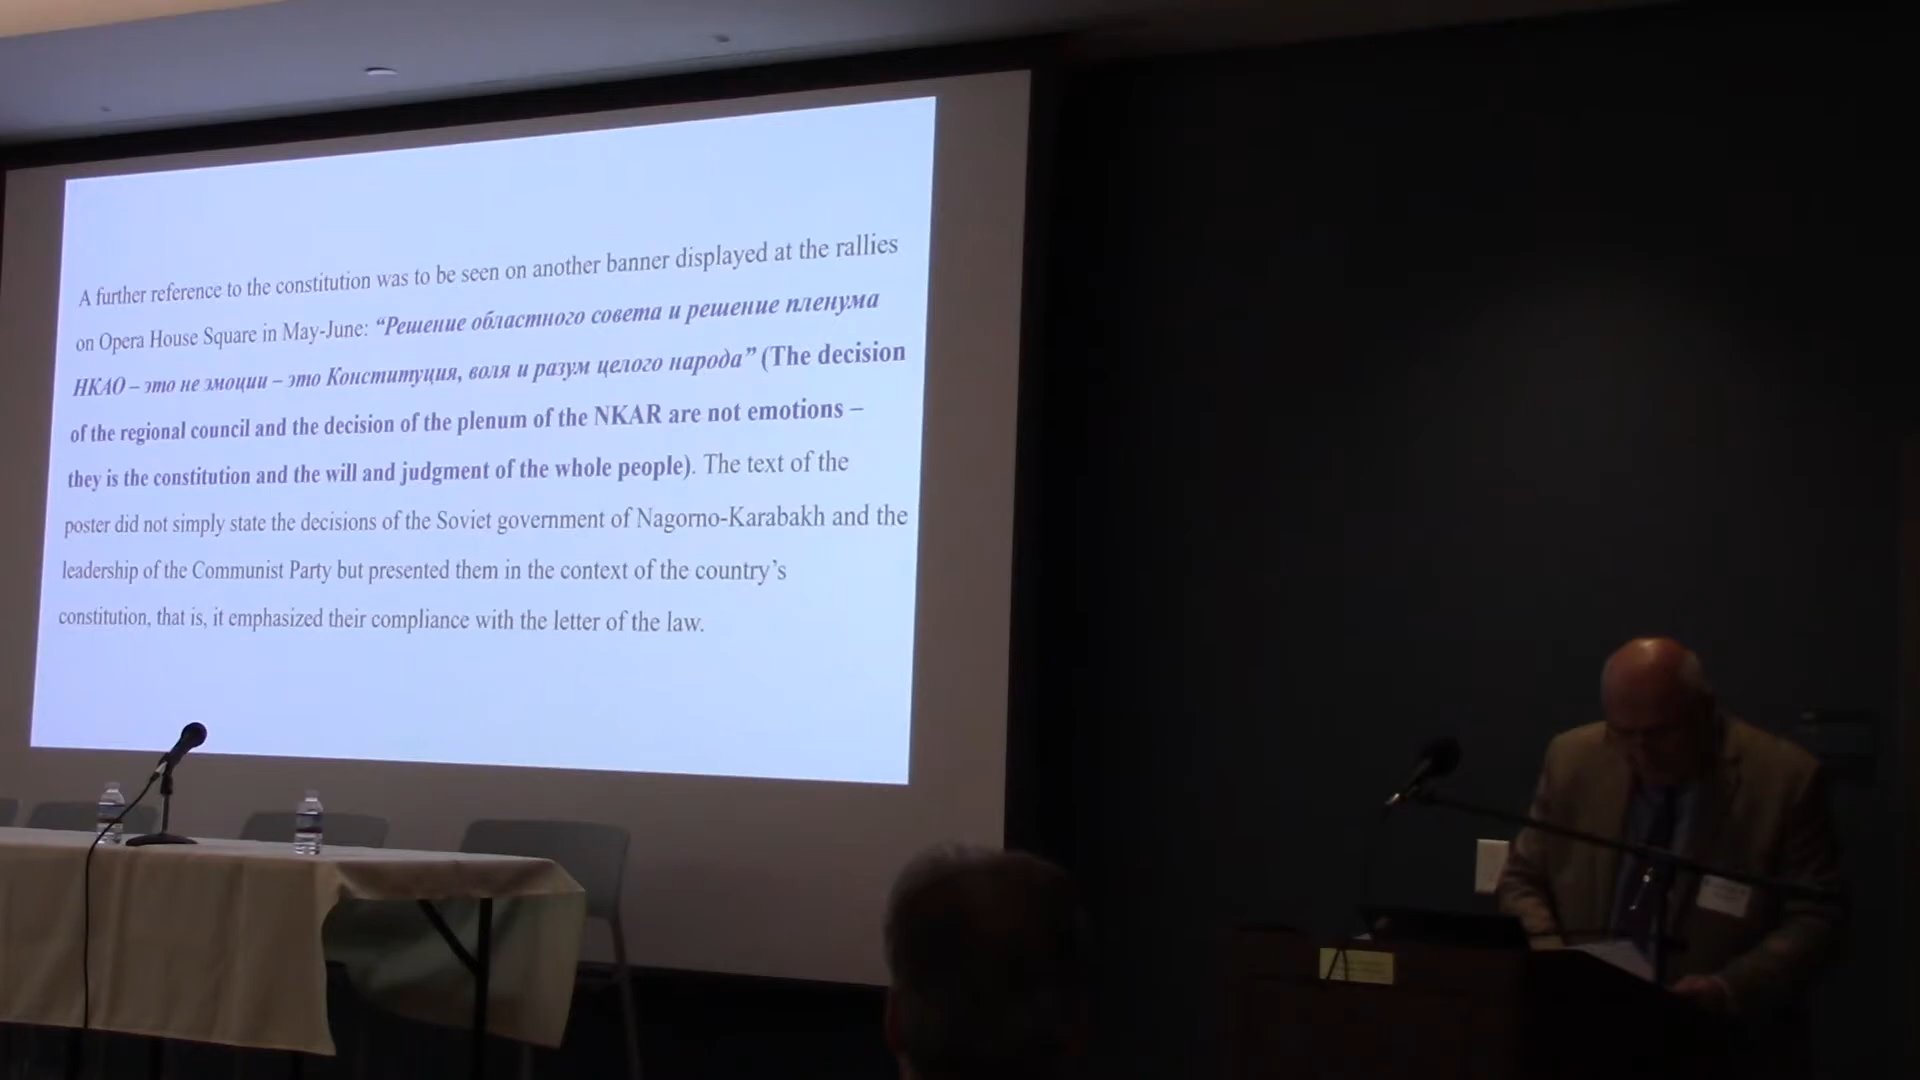 A further reference to the constitution was to be seen on another banner displayed at the rallies
on Opera House Square in May-June: “Решение областного совета и решение пленума
НКАО – это не эмоции – это Конституция, воля и разум целого народа” (The decision
of the regional council and the decision of the plenum of the NKAR are not emotions –
they is the constitution and the will and judgment of the whole people). The text of the
poster did not simply state the decisions of the Soviet government of Nagorno-Karabakh and the
leadership of the Communist Party but presented them in the context of the country’s
constitution, that is, it emphasized their compliance with the letter of the law.